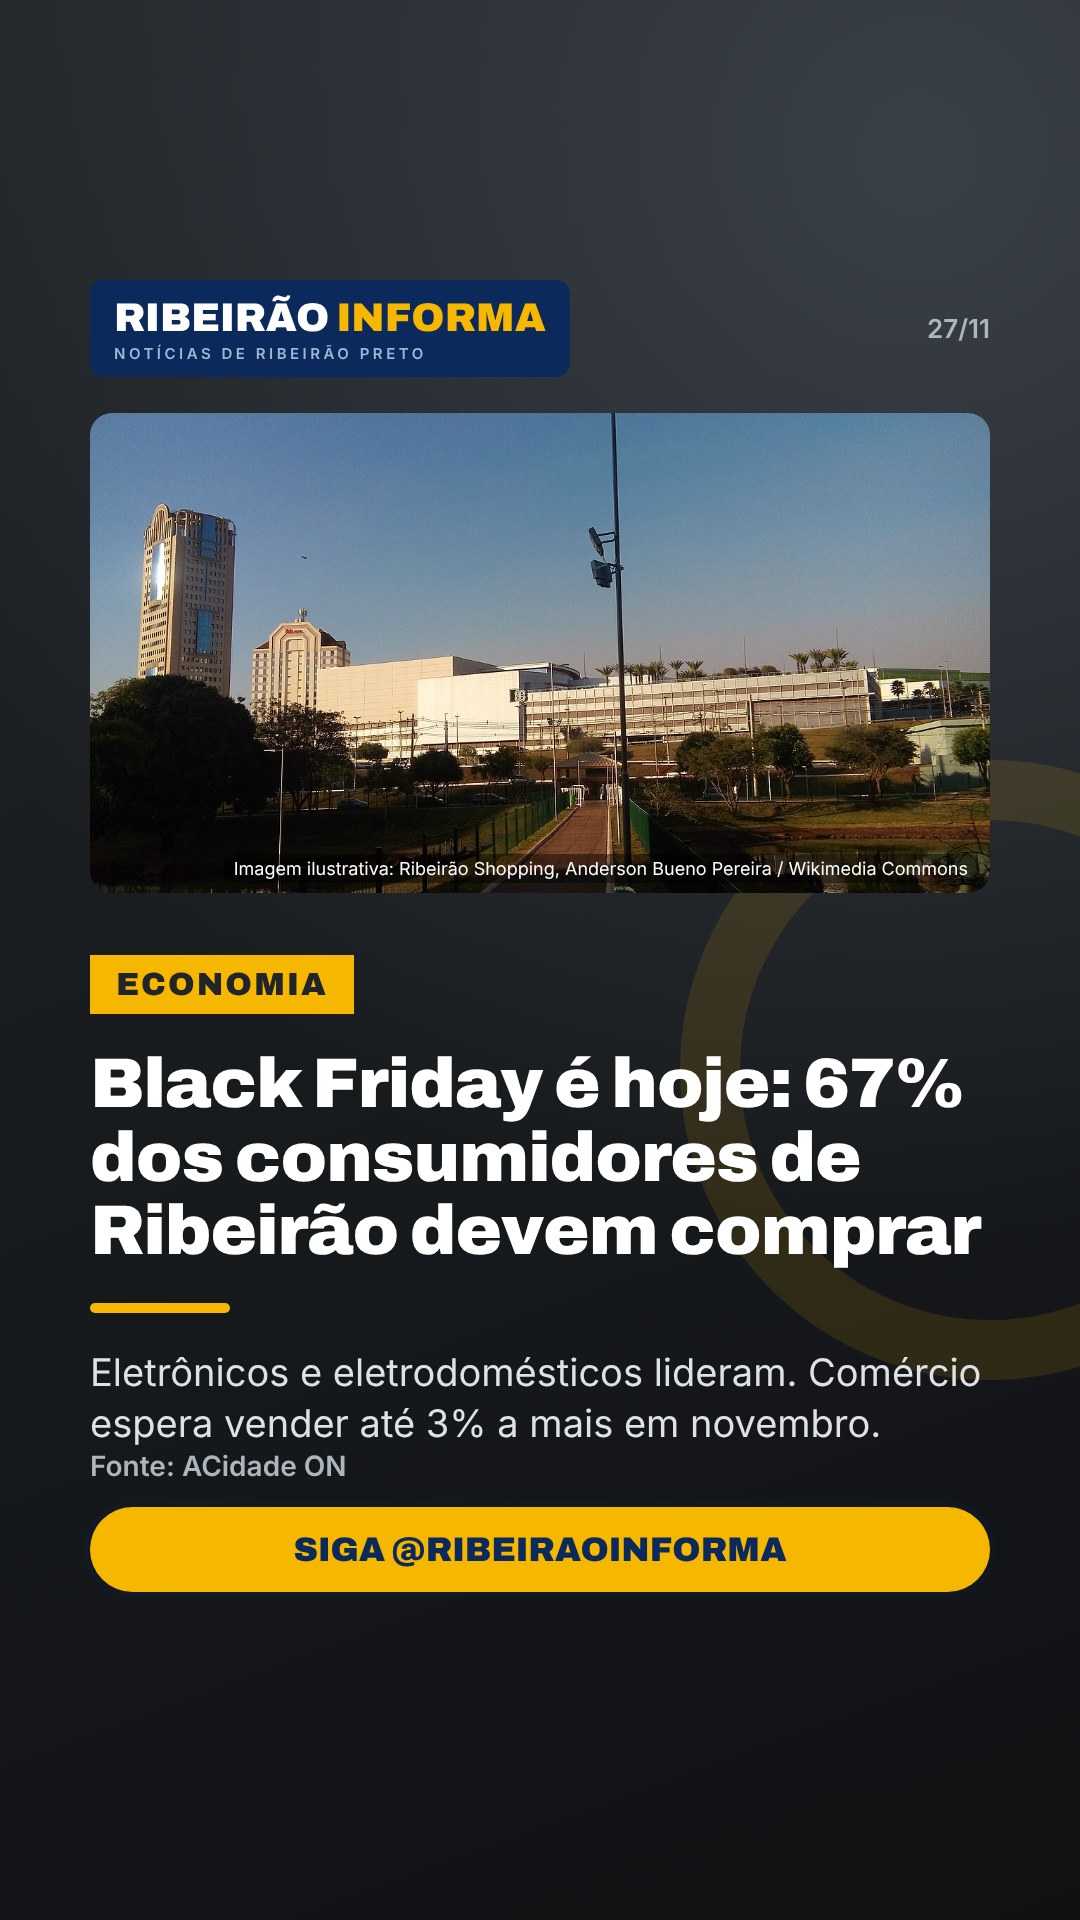 RIBEIRÃO INFORMA
NOTÍCIAS DE RIBEIRÃO PRETO
27/11
Imagem ilustrativa: Ribeirão Shopping, Anderson Bueno Pereira / Wikimedia Commons
ECONOMIA
Black Friday é hoje: 67%
dos consumidores de
Ribeirão devem comprar
Eletrônicos e eletrodomésticos lideram. Comércio
espera vender até 3% a mais em novembro.
Fonte: ACidade ON
SIGA @RIBEIRAOINFORMA